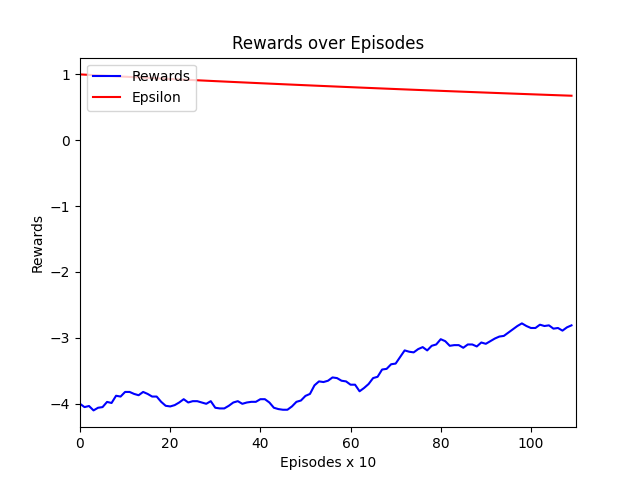 Rewards over Episodes
Rewards
Epsilon
1
0
−1
−2
−3
−4
Rewards
0 20 40 60 80 100
Episodes x 10